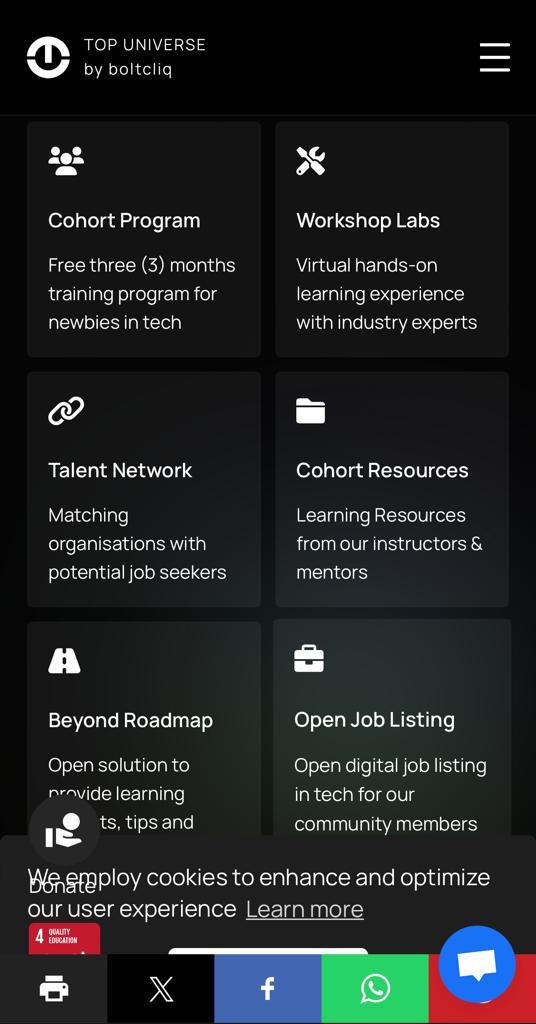 TOP UNIVERSE
by boltcliq
Cohort Program
Free three (3) months
training program for
newbies in tech
Workshop Labs
Virtual hands-on
learning experience
with industry experts
Talent Network
Matching
organisations with
potential job seekers
Cohort Resources
Learning Resources
from our instructors &
mentors
Beyond Roadmap
Open solution to
provide learning
ts, tips and
Open Job Listing
Open digital job listing
in tech for our
community members
We employ cookies to enhance and optimize
our user experience Learn more
Donate
4 QUALITY
EDUCATION